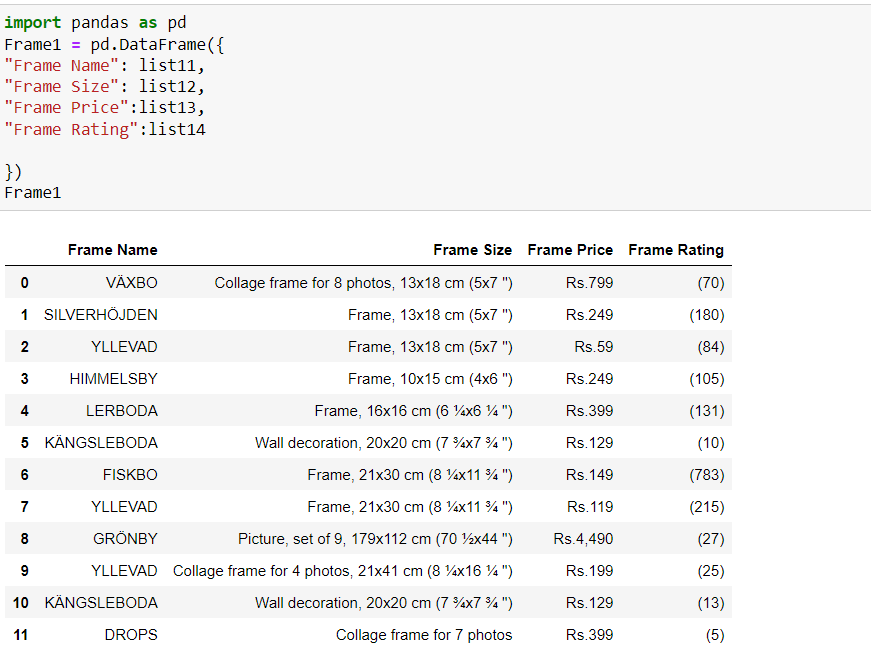 import pandas as pd
Frame1 = pd.DataFrame({
"Frame Name": list11,
"Frame Size": list12,
"Frame Price":list13,
"Frame Rating":list14
})
Frame1
Frame Name Frame Size Frame Price Frame Rating
0 VÄXBO Collage frame for 8 photos, 13x18 cm (5x7 ") Rs.799 (70)
1 SILVERHÖJDEN Frame, 13x18 cm (5x7 ") Rs.249 (180)
2 YLLEVAD Frame, 13x18 cm (5x7 ") Rs.59 (84)
3 HIMMELSBY Frame, 10x15 cm (4x6 ") Rs.249 (105)
4 LERBODA Frame, 16x16 cm (6 ¼x6 ¼ ") Rs.399 (131)
5 KÄNGSLEBODA Wall decoration, 20x20 cm (7 ¾x7 ¾ ") Rs.129 (10)
6 FISKBO Frame, 21x30 cm (8 ¼x11 ¾ ") Rs.149 (783)
7 YLLEVAD Frame, 21x30 cm (8 ¼x11 ¾ ") Rs.119 (215)
8 GRÖNBY Picture, set of 9, 179x112 cm (70 ½x44 ") Rs.4,490 (27)
9 YLLEVAD Collage frame for 4 photos, 21x41 cm (8 ¼x16 ¼ ") Rs.199 (25)
10 KÄNGSLEBODA Wall decoration, 20x20 cm (7 ¾x7 ¾ ") Rs.129 (13)
11 DROPS Collage frame for 7 photos Rs.399 (5)